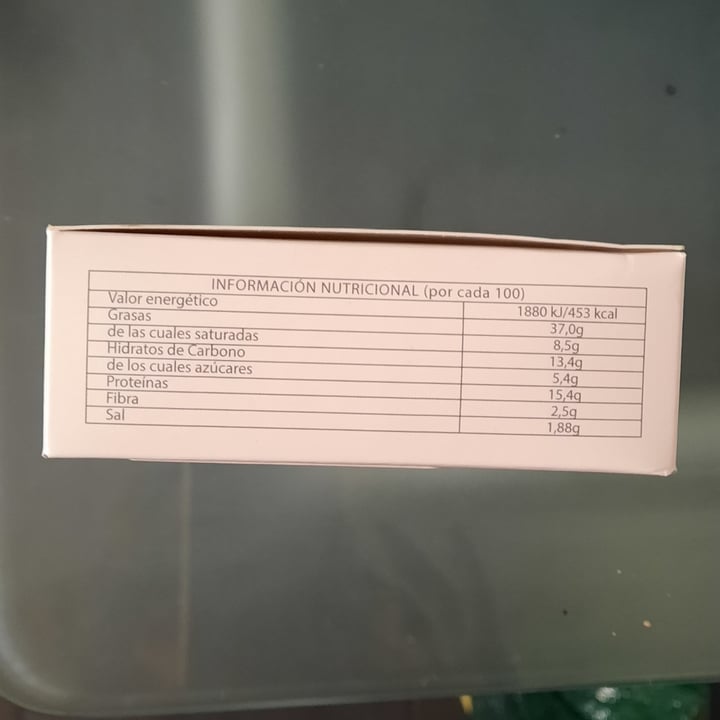 INFORMACIÓN NUTRICIONAL (por cada 100)
Valor energético 1880 kJ/453 kcal
Grasas 37,0g
de las cuales saturadas 8,5g
Hidratos de Carbono 13,4g
de los cuales azúcares 5,4g
Proteínas 15,4g
Fibra 2,5g
Sal 1,88g